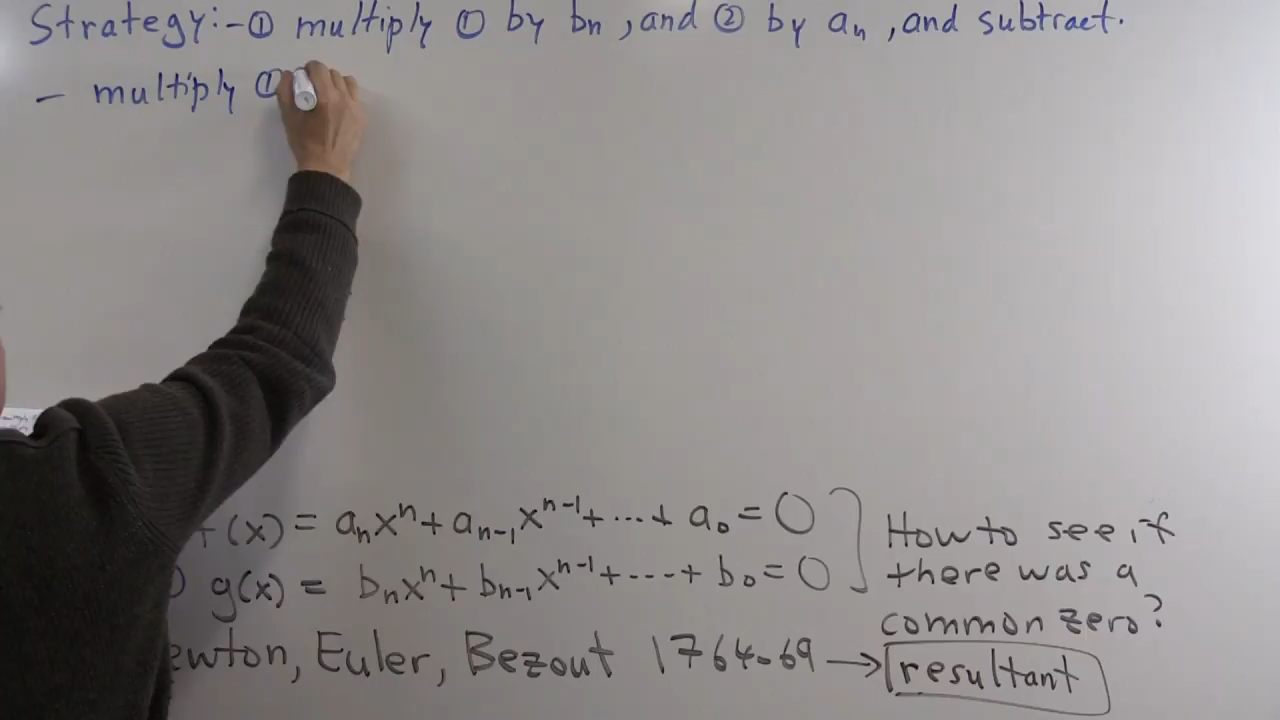 Strategy:- ① multiply ① by bn, and ② by an, and subtract.
- multiply ①
f(x) = anxⁿ + an-1xⁿ⁻¹ + ... + a0 = 0
g(x) = bnxⁿ + bn-1xⁿ⁻¹ + ---- + b0 = 0
How to see if
there was a
common zero?
Euler, Bezout 1764-69 → resultant